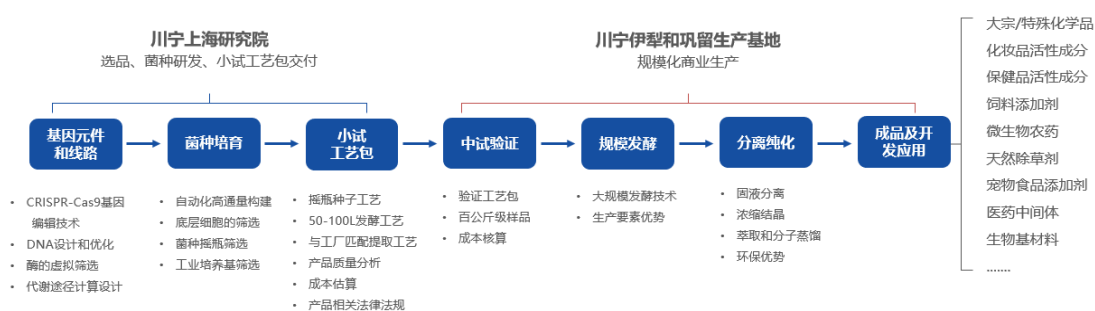 川宁上海研究院
选品、菌种研发、小试工艺包交付
川宁伊犁和巩留生产基地
规模化商业生产
基因元件
和线路
菌种培育
小试
工艺包
中试验证
规模发酵
分离纯化
成品及开
发应用
• CRISPR-Cas9基因
编辑技术
• DNA设计和优化
• 酶的虚拟筛选
• 代谢途径计算设计
• 自动化高通量构建
• 底层细胞的筛选
• 菌种摇瓶筛选
• 工业培养基筛选
• 摇瓶种子工艺
• 50-100L发酵工艺
• 与工厂匹配提取工艺
• 产品质量分析
• 成本估算
• 产品相关法律法规
• 验证工艺包
• 百公斤级样品
• 成本核算
• 大规模发酵技术
• 生产要素优势
• 固液分离
• 浓缩结晶
• 萃取和分子蒸馏
• 环保优势
大宗/特殊化学品
化妆品活性成分
保健品活性成分
饲料添加剂
微生物农药
天然除草剂
宠物食品添加剂
医药中间体
生物基材料
.......